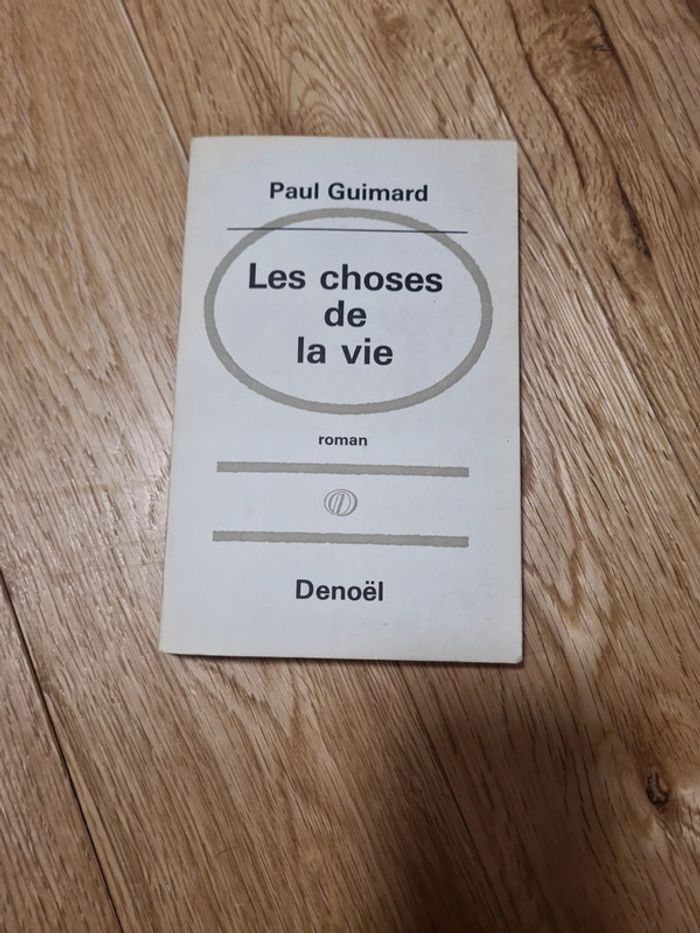 Paul Guimard
Les choses
de
la vie
roman
Denoël